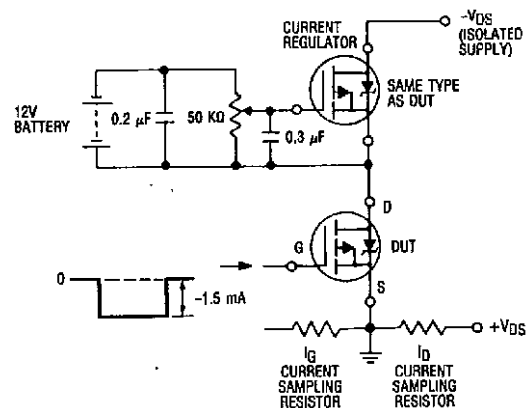 CURRENT
REGULATOR
-VDS
(ISOLATED
SUPPLY)
SAME TYPE
AS DUT
12V
BATTERY
0.2 µF
50 KΩ
0.3 µF
D
G
DUT
S
0
-1.5 mA
+VDS
IG
CURRENT
SAMPLING
RESISTOR
ID
CURRENT
SAMPLING
RESISTOR